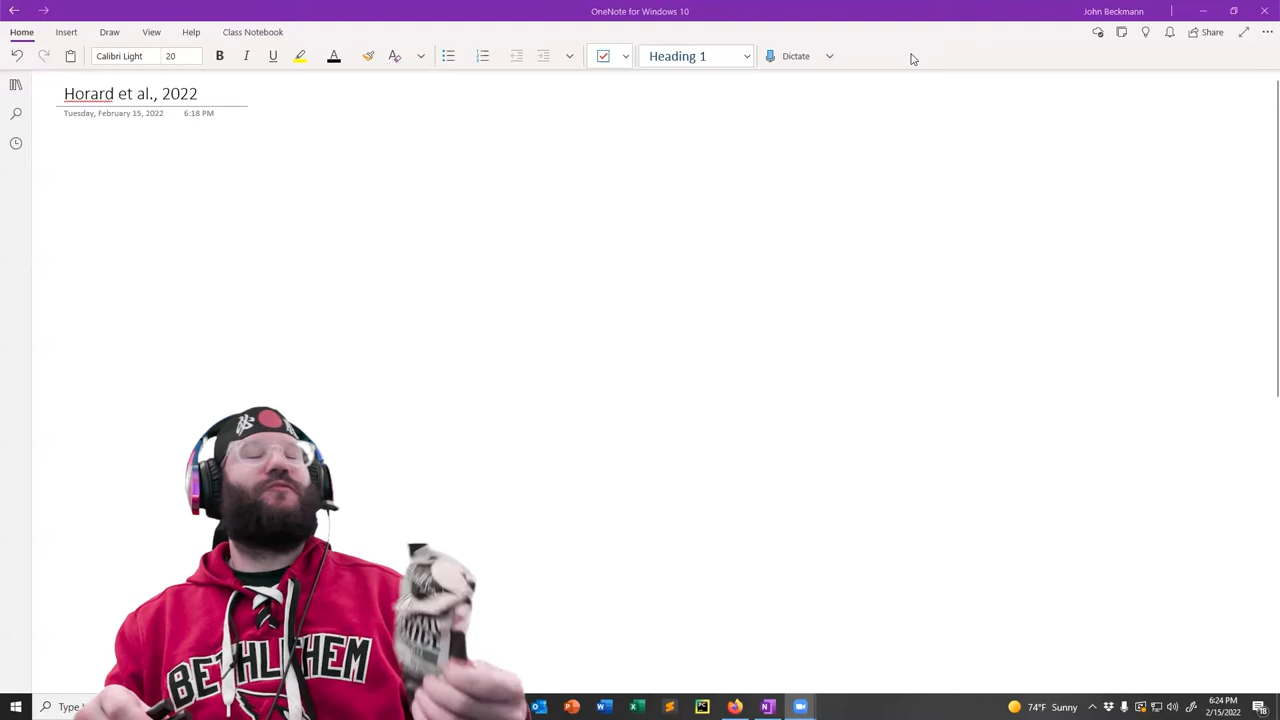 OneNote for Windows 10
John Beckmann
Home Insert Draw View Help Class Notebook
Share
Calibri Light 20 B I U A Heading 1 Dictate
Horard et al., 2022
Tuesday, February 15, 2022 6:18 PM
BETHLEHEM
Type
74°F Sunny
6:24 PM
2/15/2022
18